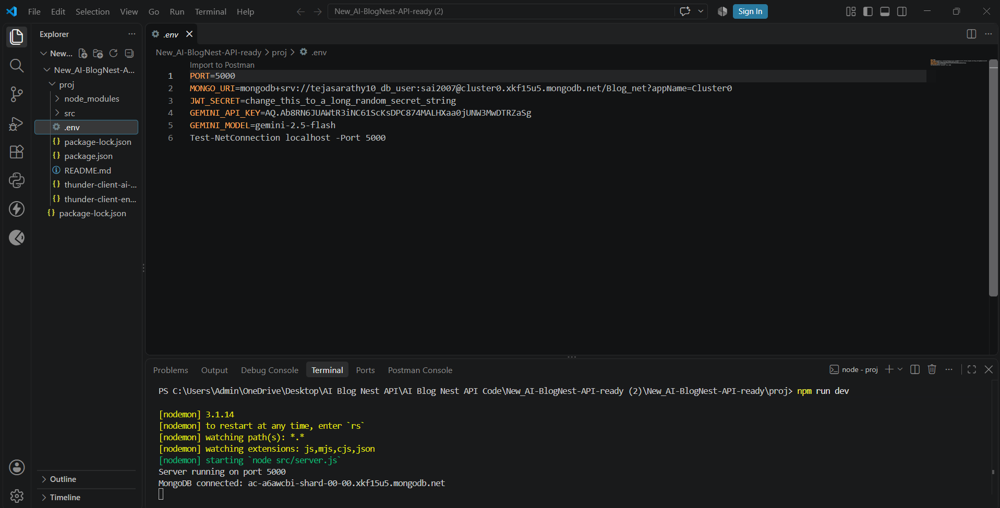 File Edit Selection View Go Run Terminal Help
New_AI-BlogNest-API-ready (2)
Sign In
Explorer
New...
New_AI-BlogNest-A...
proj
node_modules
src
.env
package-lock.json
package.json
README.md
thunder-client-ai-...
thunder-client-en...
package-lock.json
Outline
Timeline
.env
New_AI-BlogNest-API-ready > proj > .env
Import to Postman
1 PORT=5000
2 MONGO_URI=mongodb+srv://tejasarathy10_db_user:sai2007@cluster0.xkf15u5.mongodb.net/Blog_net?appName=Cluster0
3 JWT_SECRET=change_this_to_a_long_random_secret_string
4 GEMINI_API_KEY=AQ.Ab8RN6JUAWtR3iNC61ScKsDPC874MALHXaa0jUNW3MwDTRZaSg
5 GEMINI_MODEL=gemini-2.5-flash
6 Test-NetConnection localhost -Port 5000
Problems Output Debug Console Terminal Ports Postman Console
node - proj
PS C:\Users\Admin\OneDrive\Desktop\AI Blog Nest API\AI Blog Nest API Code\New_AI-BlogNest-API-ready (2)\New_AI-BlogNest-API-ready\proj> npm run dev
[nodemon] 3.1.14
[nodemon] to restart at any time, enter `rs`
[nodemon] watching path(s): *.*
[nodemon] watching extensions: js,mjs,cjs,json
[nodemon] starting `node src/server.js`
Server running on port 5000
MongoDB connected: ac-a6awcbi-shard-00-00.xkf15u5.mongodb.net